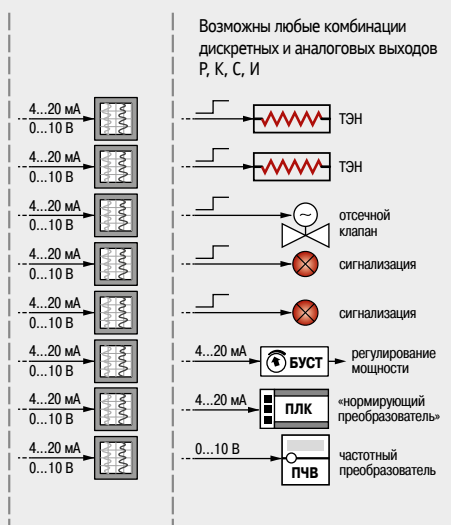 Возможны любые комбинации
дискретных и аналоговых выходов
Р, К, С, И
4...20 мА
0...10 В
ТЭН
4...20 мА
0...10 В
ТЭН
4...20 мА
0...10 В
отсечной
клапан
4...20 мА
0...10 В
сигнализация
4...20 мА
0...10 В
сигнализация
4...20 мА
0...10 В
4...20 мА
БУСТ
регулирование
мощности
4...20 мА
0...10 В
4...20 мА
ПЛК
«нормирующий
преобразователь»
4...20 мА
0...10 В
0...10 В
ПЧВ
частотный
преобразователь